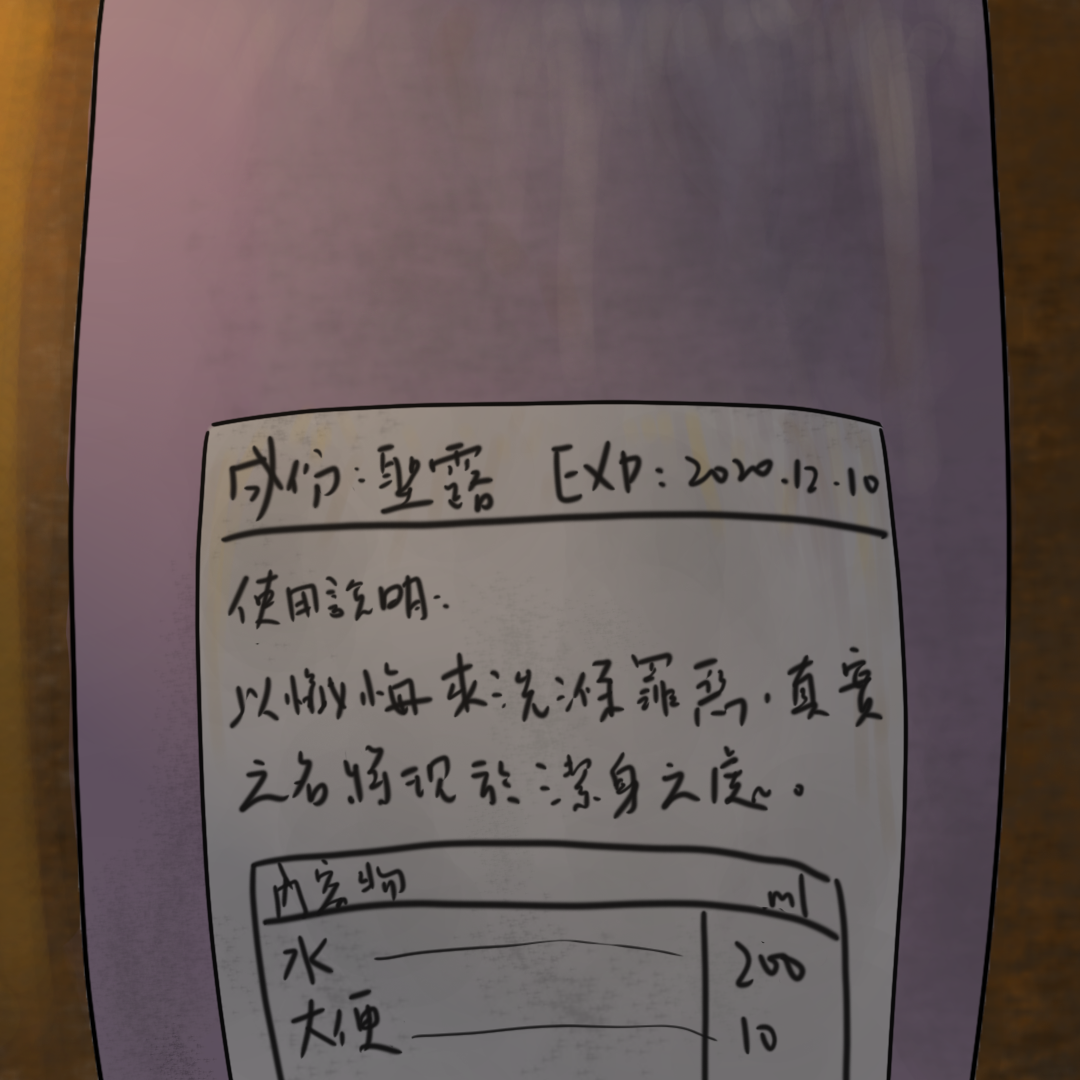 成份:聖露 EXP:2020.12.10
使用說明:
以懺悔來洗滌罪惡,真實
之名將現於潔身之後。
內容物 ml
水 200
大便 10